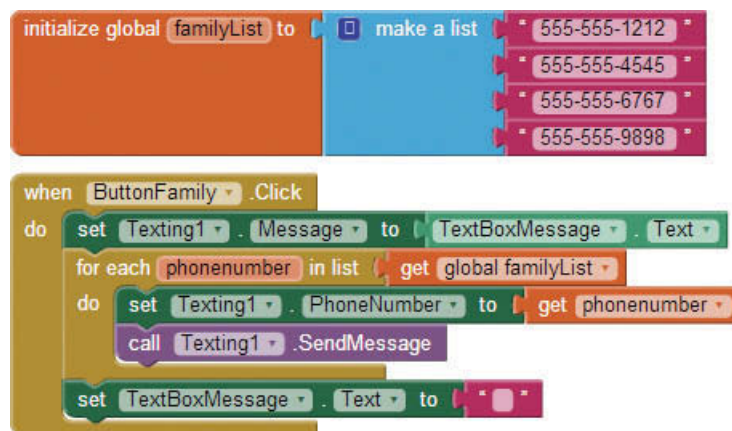 initialize global familyList to make a list " 555-555-1212 "
" 555-555-4545 "
" 555-555-6767 "
" 555-555-9898 "
when ButtonFamily .Click
do set Texting1 . Message to TextBoxMessage . Text
for each phonenumber in list get global familyList
do set Texting1 . PhoneNumber to get phonenumber
call Texting1 .SendMessage
set TextBoxMessage . Text to " "